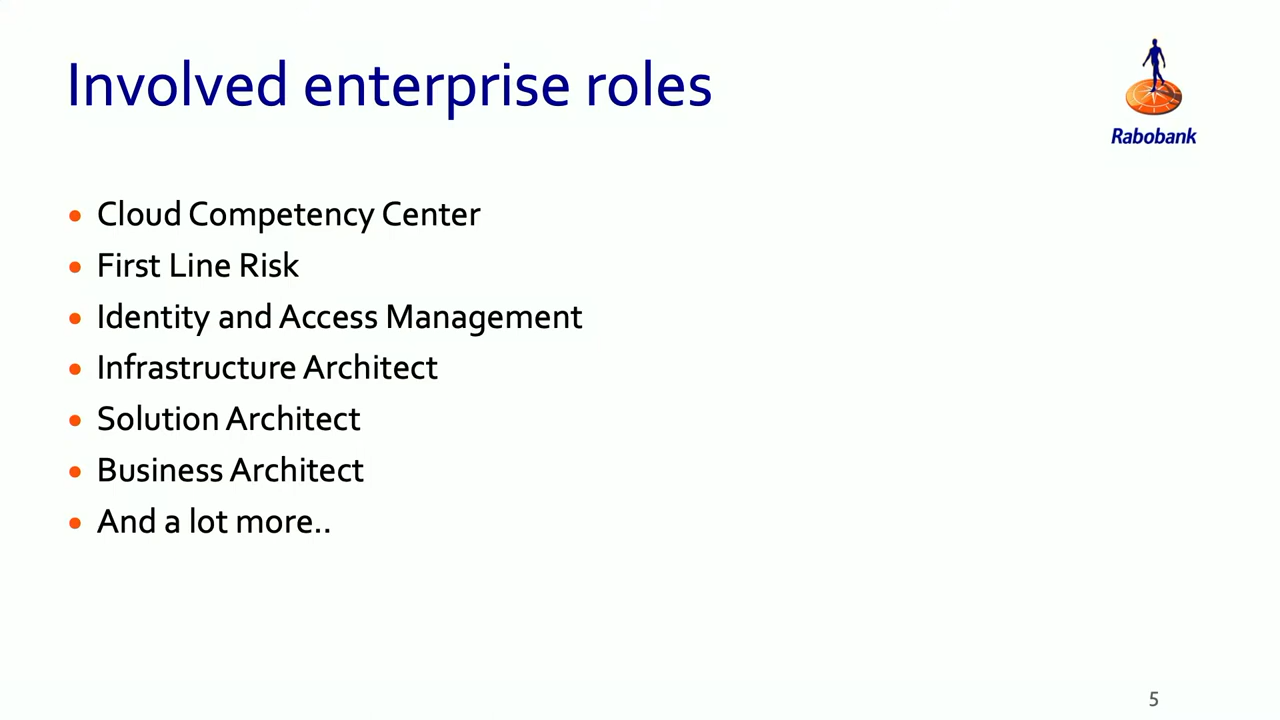 Involved enterprise roles
Rabobank
• Cloud Competency Center
• First Line Risk
• Identity and Access Management
• Infrastructure Architect
• Solution Architect
• Business Architect
• And a lot more..
5